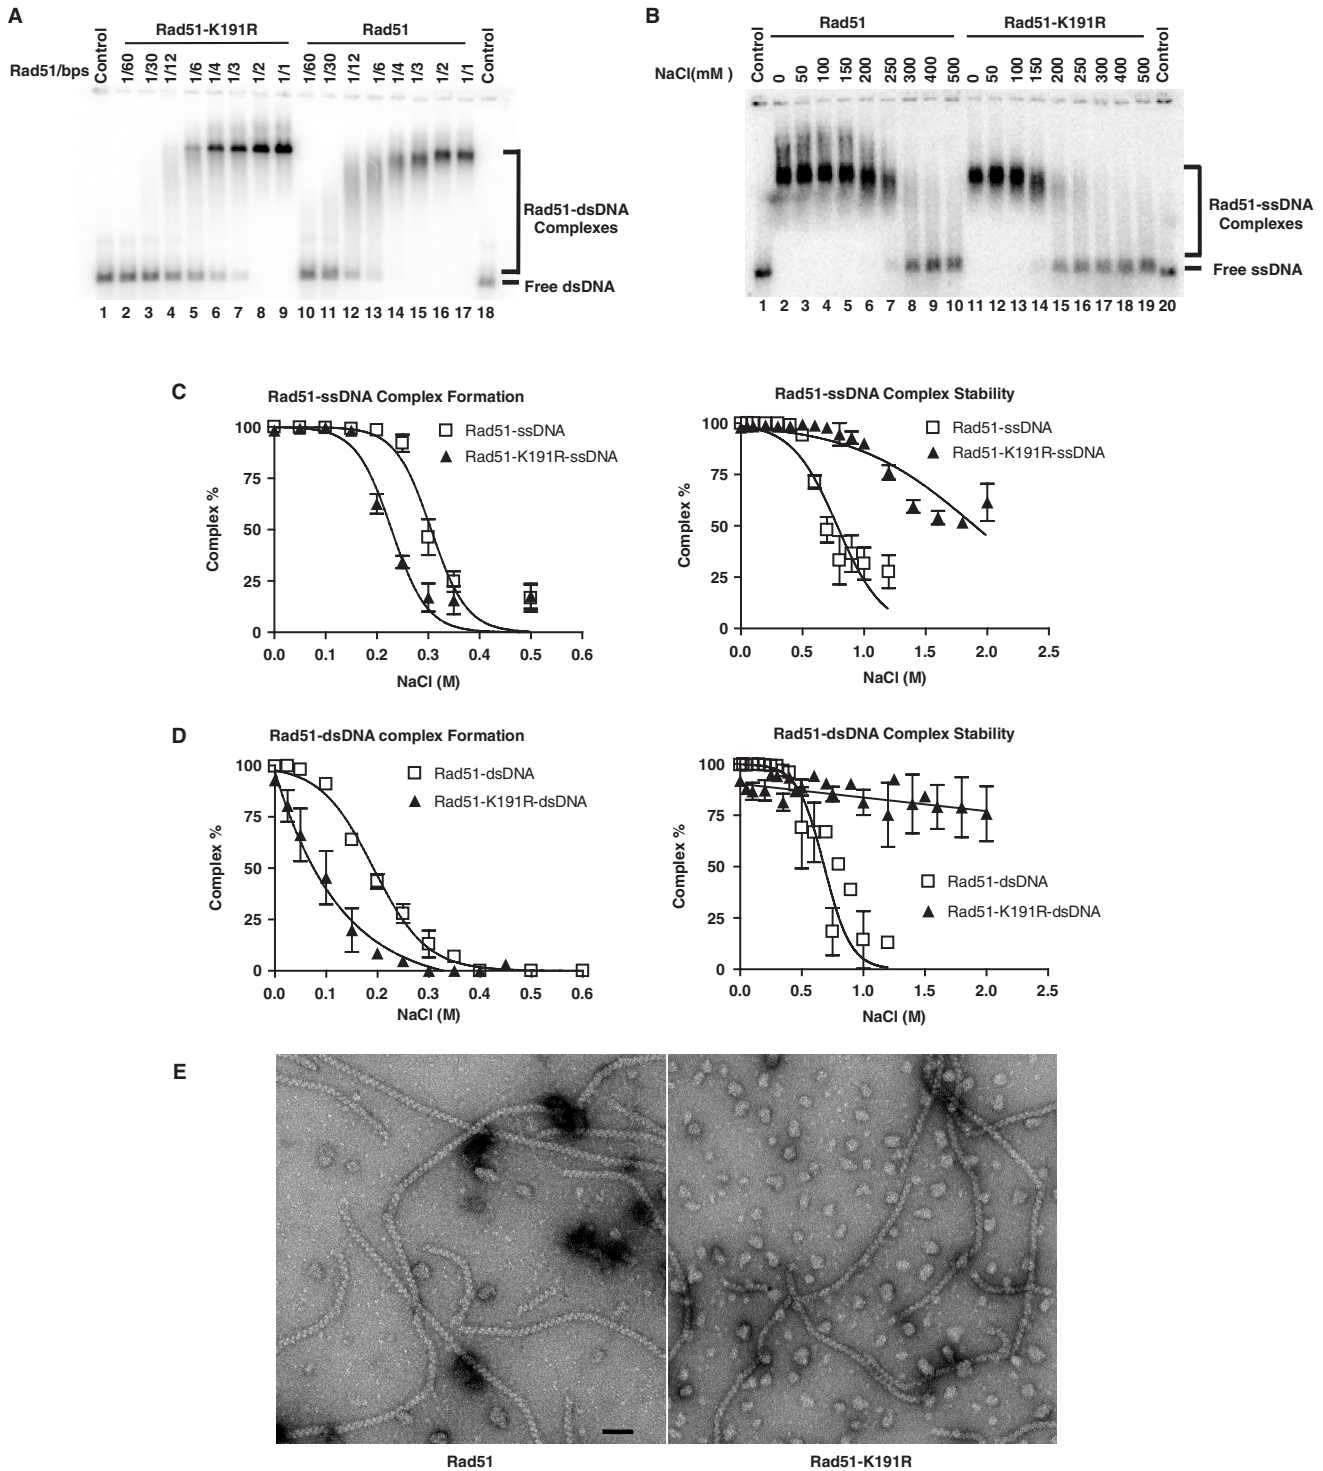 A
Rad51-K191R
Rad51
Rad51/bps
Control
1/60
1/30
1/12
1/6
1/4
1/3
1/2
1/1
1/60
1/30
1/12
1/6
1/4
1/3
1/2
1/1
Control
Rad51-dsDNA
Complexes
Free dsDNA
1 2 3 4 5 6 7 8 9 10 11 12 13 14 15 16 17 18
B
Rad51
Rad51-K191R
NaCl(mM )
Control
0 50 100 150 200 250 300 400 500
0 50 100 150 200 250 300 400 500
Control
Rad51-ssDNA
Complexes
Free ssDNA
1 2 3 4 5 6 7 8 9 10 11 12 13 14 15 16 17 18 19 20
C
Rad51-ssDNA Complex Formation
Rad51-ssDNA
Rad51-K191R-ssDNA
Complex %
100
75
50
25
0
0.0 0.1 0.2 0.3 0.4 0.5 0.6
NaCl (M)
Rad51-ssDNA Complex Stability
Rad51-ssDNA
Rad51-K191R-ssDNA
Complex %
100
75
50
25
0
0.0 0.5 1.0 1.5 2.0 2.5
NaCl (M)
D
Rad51-dsDNA complex Formation
Rad51-dsDNA
Rad51-K191R-dsDNA
Complex %
100
75
50
25
0
0.0 0.1 0.2 0.3 0.4 0.5 0.6
NaCl (M)
Rad51-dsDNA Complex Stability
Rad51-dsDNA
Rad51-K191R-dsDNA
Complex %
100
75
50
25
0
0.0 0.5 1.0 1.5 2.0 2.5
NaCl (M)
E
Rad51
Rad51-K191R